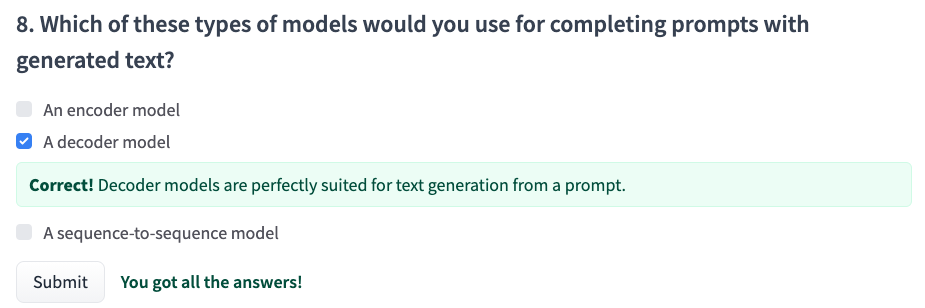 8. Which of these types of models would you use for completing prompts with
generated text?
An encoder model
A decoder model
Correct! Decoder models are perfectly suited for text generation from a prompt.
A sequence-to-sequence model
Submit You got all the answers!